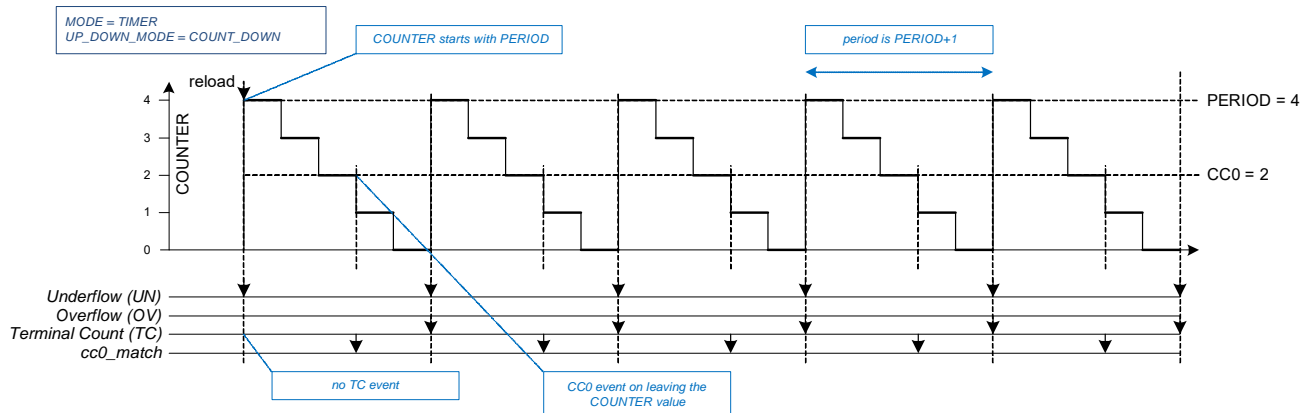 MODE = TIMER
UP_DOWN_MODE = COUNT_DOWN
COUNTER starts with PERIOD
period is PERIOD+1
reload
4
3
2
1
0
COUNTER
PERIOD = 4
CC0 = 2
Underflow (UN)
Overflow (OV)
Terminal Count (TC)
cc0_match
no TC event
CC0 event on leaving the
COUNTER value